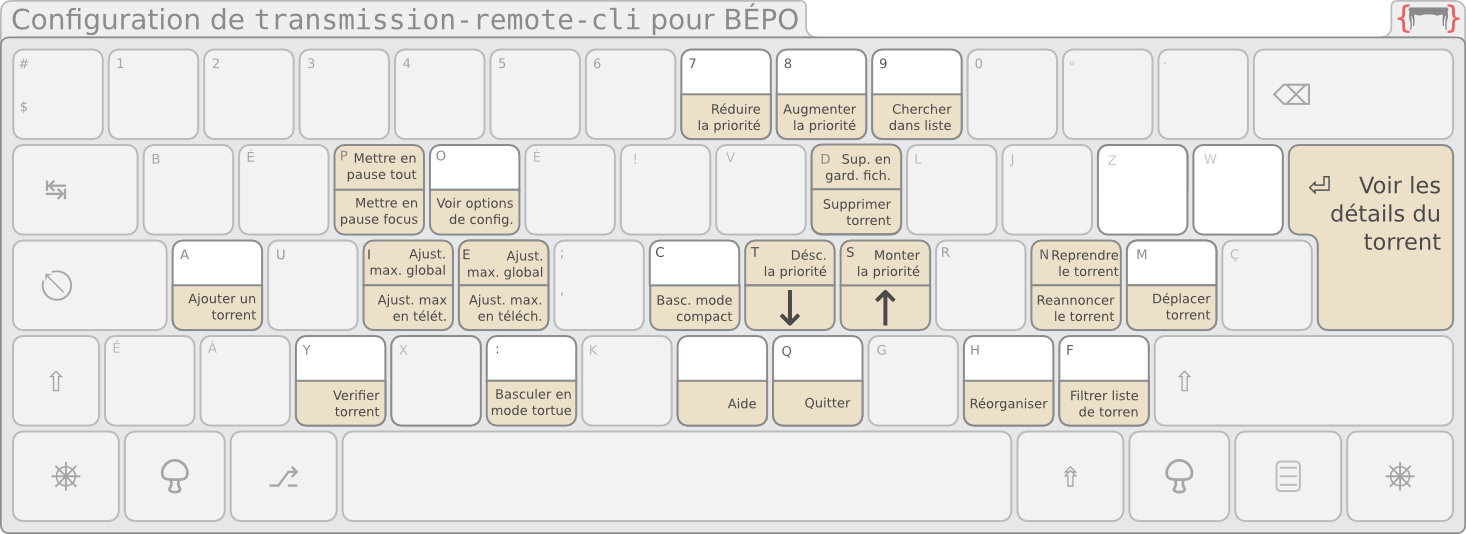 Configuration de transmission-remote-cli pour BÉPO
{ }
#
$
1
2
3
4
5
6
7
Réduire
la priorité
8
Augmenter
la priorité
9
Chercher
dans liste
0
°
`
B
É
P Mettre en
pause tout
Mettre en
pause focus
O
Voir options
de config.
È
!
V
D Sup. en
gard. fich.
Supprimer
torrent
L
J
Z
W
Voir les
détails du
torrent
A
Ajouter un
torrent
U
I Ajust.
max. global
Ajust. max
en télét.
E Ajust.
max. global
Ajust. max.
en téléch.
;
,
C
Basc. mode
compact
T Désc.
la priorité
↓
S Monter
la priorité
↑
R
N Reprendre
le torrent
Reannoncer
le torrent
M
Déplacer
torrent
Ç
⇧
Ê
À
Y
Verifier
torrent
X
:
Basculer en
mode tortue
K
Aide
Q
Quitter
G
H
Réorganiser
F
Filtrer liste
de torren
⇧